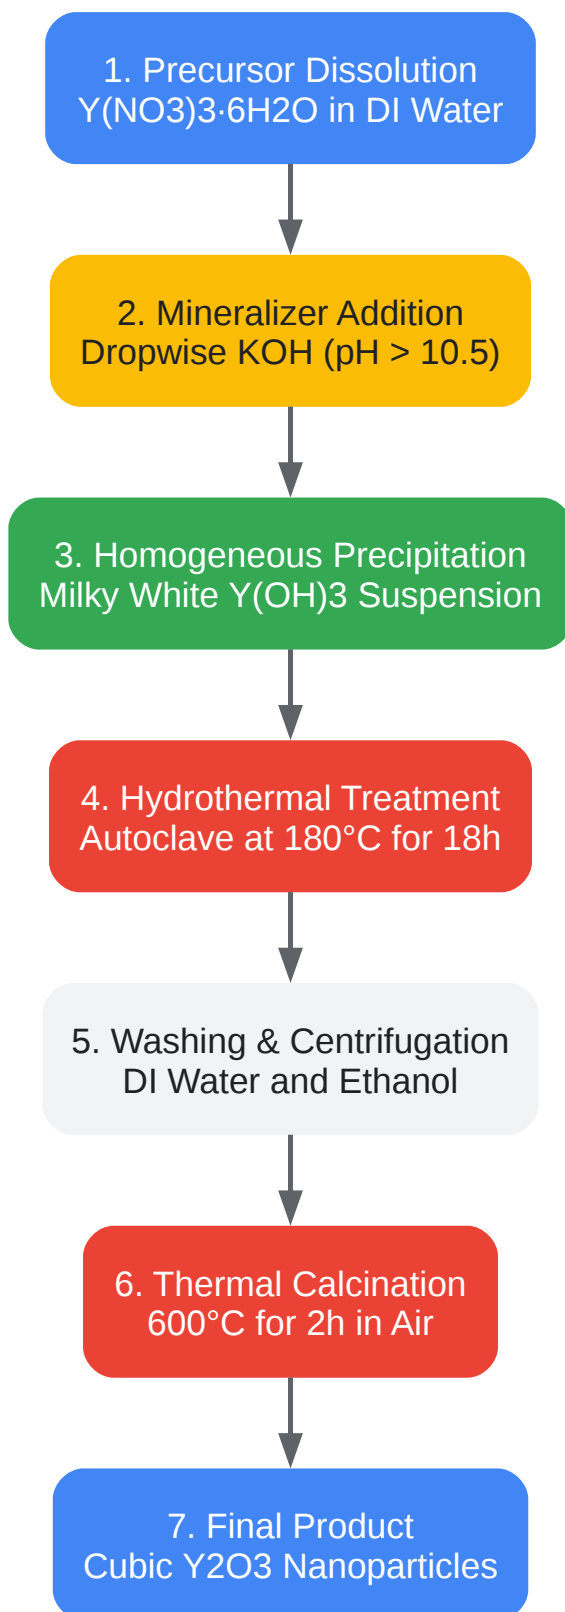 1. Precursor Dissolution
Y(NO3)3·6H2O in DI Water
2. Mineralizer Addition
Dropwise KOH (pH > 10.5)
3. Homogeneous Precipitation
Milky White Y(OH)3 Suspension
4. Hydrothermal Treatment
Autoclave at 180°C for 18h
5. Washing & Centrifugation
DI Water and Ethanol
6. Thermal Calcination
600°C for 2h in Air
7. Final Product
Cubic Y2O3 Nanoparticles